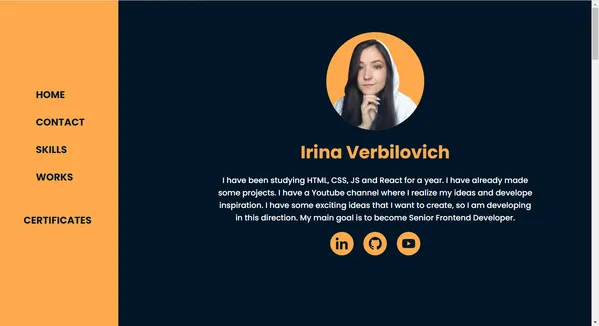 HOME
CONTACT
SKILLS
WORKS
CERTIFICATES
Irina Verbilovich
I have been studying HTML, CSS, JS and React for a year. I have already made
some projects. I have a Youtube channel where I realize my ideas and develope
inspiration. I have some exciting ideas that I want to create, so I am developing
in this direction. My main goal is to become Senior Frontend Developer.
in